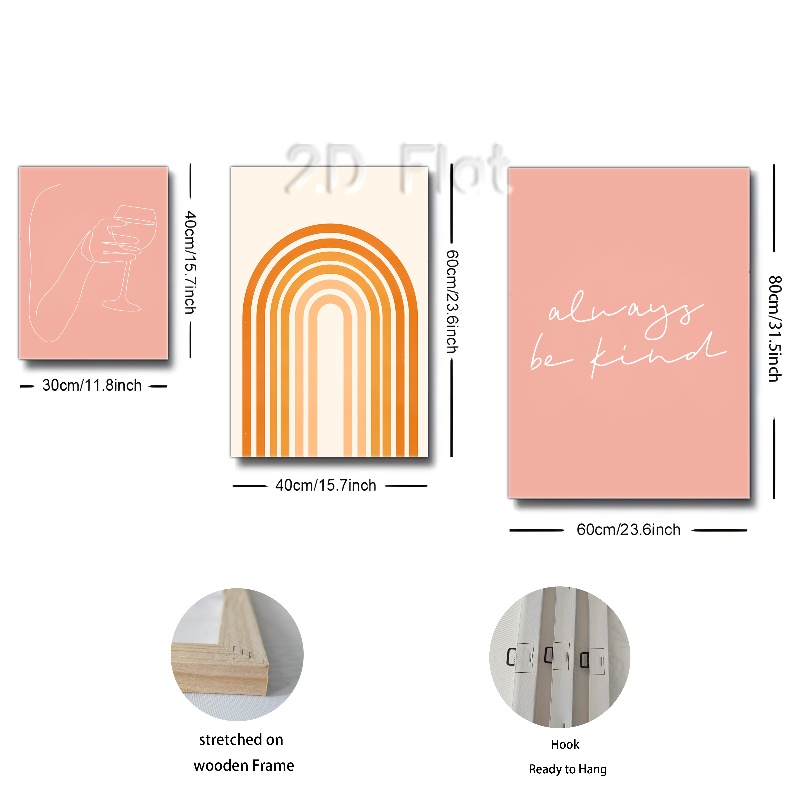 2D Flat
40cm/15.7inch
30cm/11.8inch
60cm/23.6inch
40cm/15.7inch
always
be kind
80cm/31.5inch
60cm/23.6inch
stretched on
wooden Frame
Hook
Ready to Hang